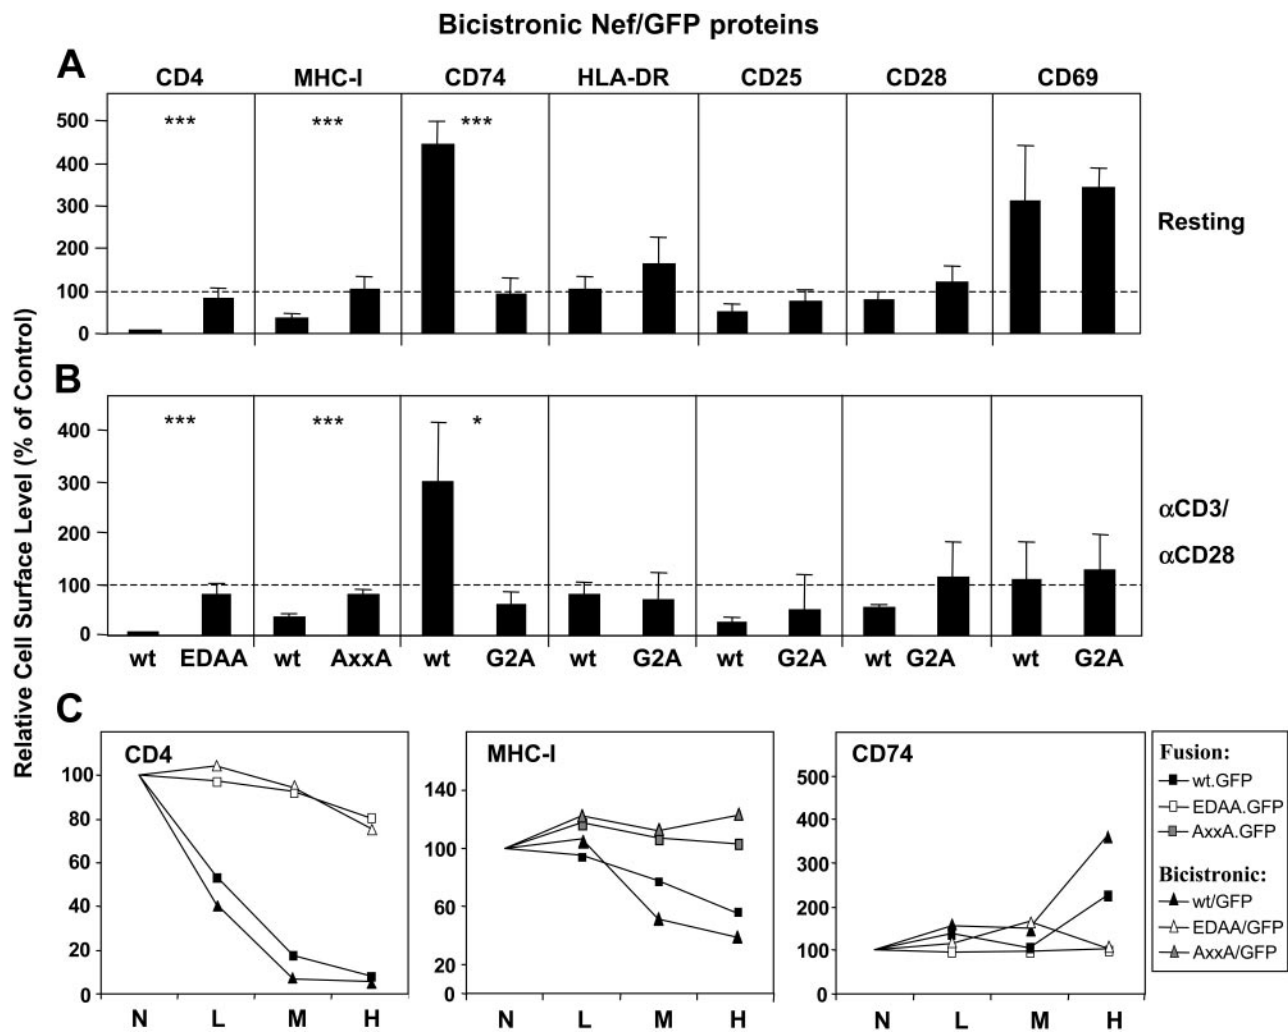 Bicistronic Nef/GFP proteins
A
CD4 MHC-I CD74 HLA-DR CD25 CD28 CD69
*** *** ***
500
400
300
200
100
0
Resting
Relative Cell Surface Level (% of Control)
B
*** *** *
400
300
200
100
0
αCD3/
αCD28
wt EDAA wt AxxA wt G2A wt G2A wt G2A wt G2A wt G2A
C
CD4
100
80
60
40
20
0
N L M H
MHC-I
140
100
60
20
0
N L M H
CD74
500
400
300
200
100
0
N L M H
Fusion:
wt.GFP
EDAA.GFP
AxxA.GFP
Bicistronic:
wt/GFP
EDAA/GFP
AxxA/GFP